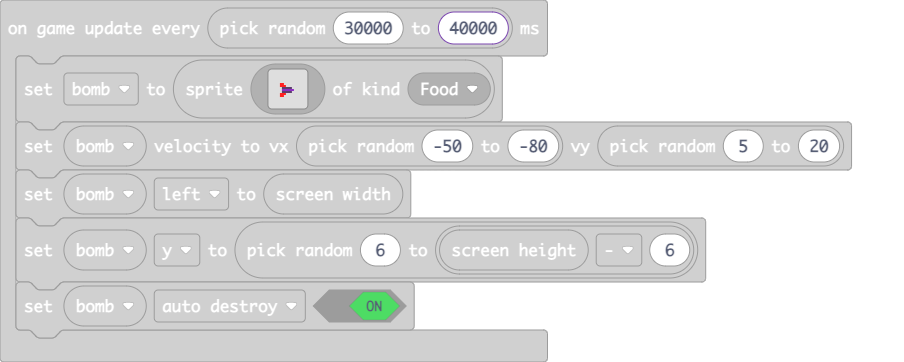 on game update every pick random 30000 to 40000 ms
set bomb to sprite of kind Food
set bomb velocity to vx pick random -50 to -80 vy pick random 5 to 20
set bomb left to screen width
set bomb y to pick random 6 to screen height - 6
set bomb auto destroy ON